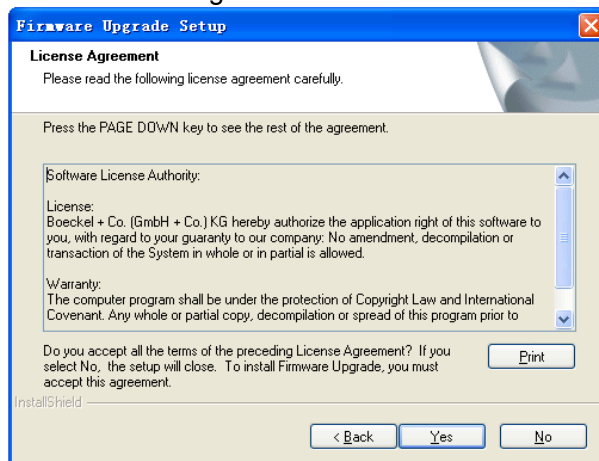 Firmware Upgrade Setup
License Agreement
Please read the following license agreement carefully.
Press the PAGE DOWN key to see the rest of the agreement.
Software License Authority:
License:
Boeckel + Co. (GmbH + Co.) KG hereby authorize the application right of this software to
you, with regard to your guaranty to our company: No amendment, decompilation or
transaction of the System in whole or in partial is allowed.
Warranty:
The computer program shall be under the protection of Copyright Law and International
Covenant. Any whole or partial copy, decompilation or spread of this program prior to
Do you accept all the terms of the preceding License Agreement? If you
select No, the setup will close. To install Firmware Upgrade, you must
accept this agreement.
Print
InstallShield
< Back
Yes
No